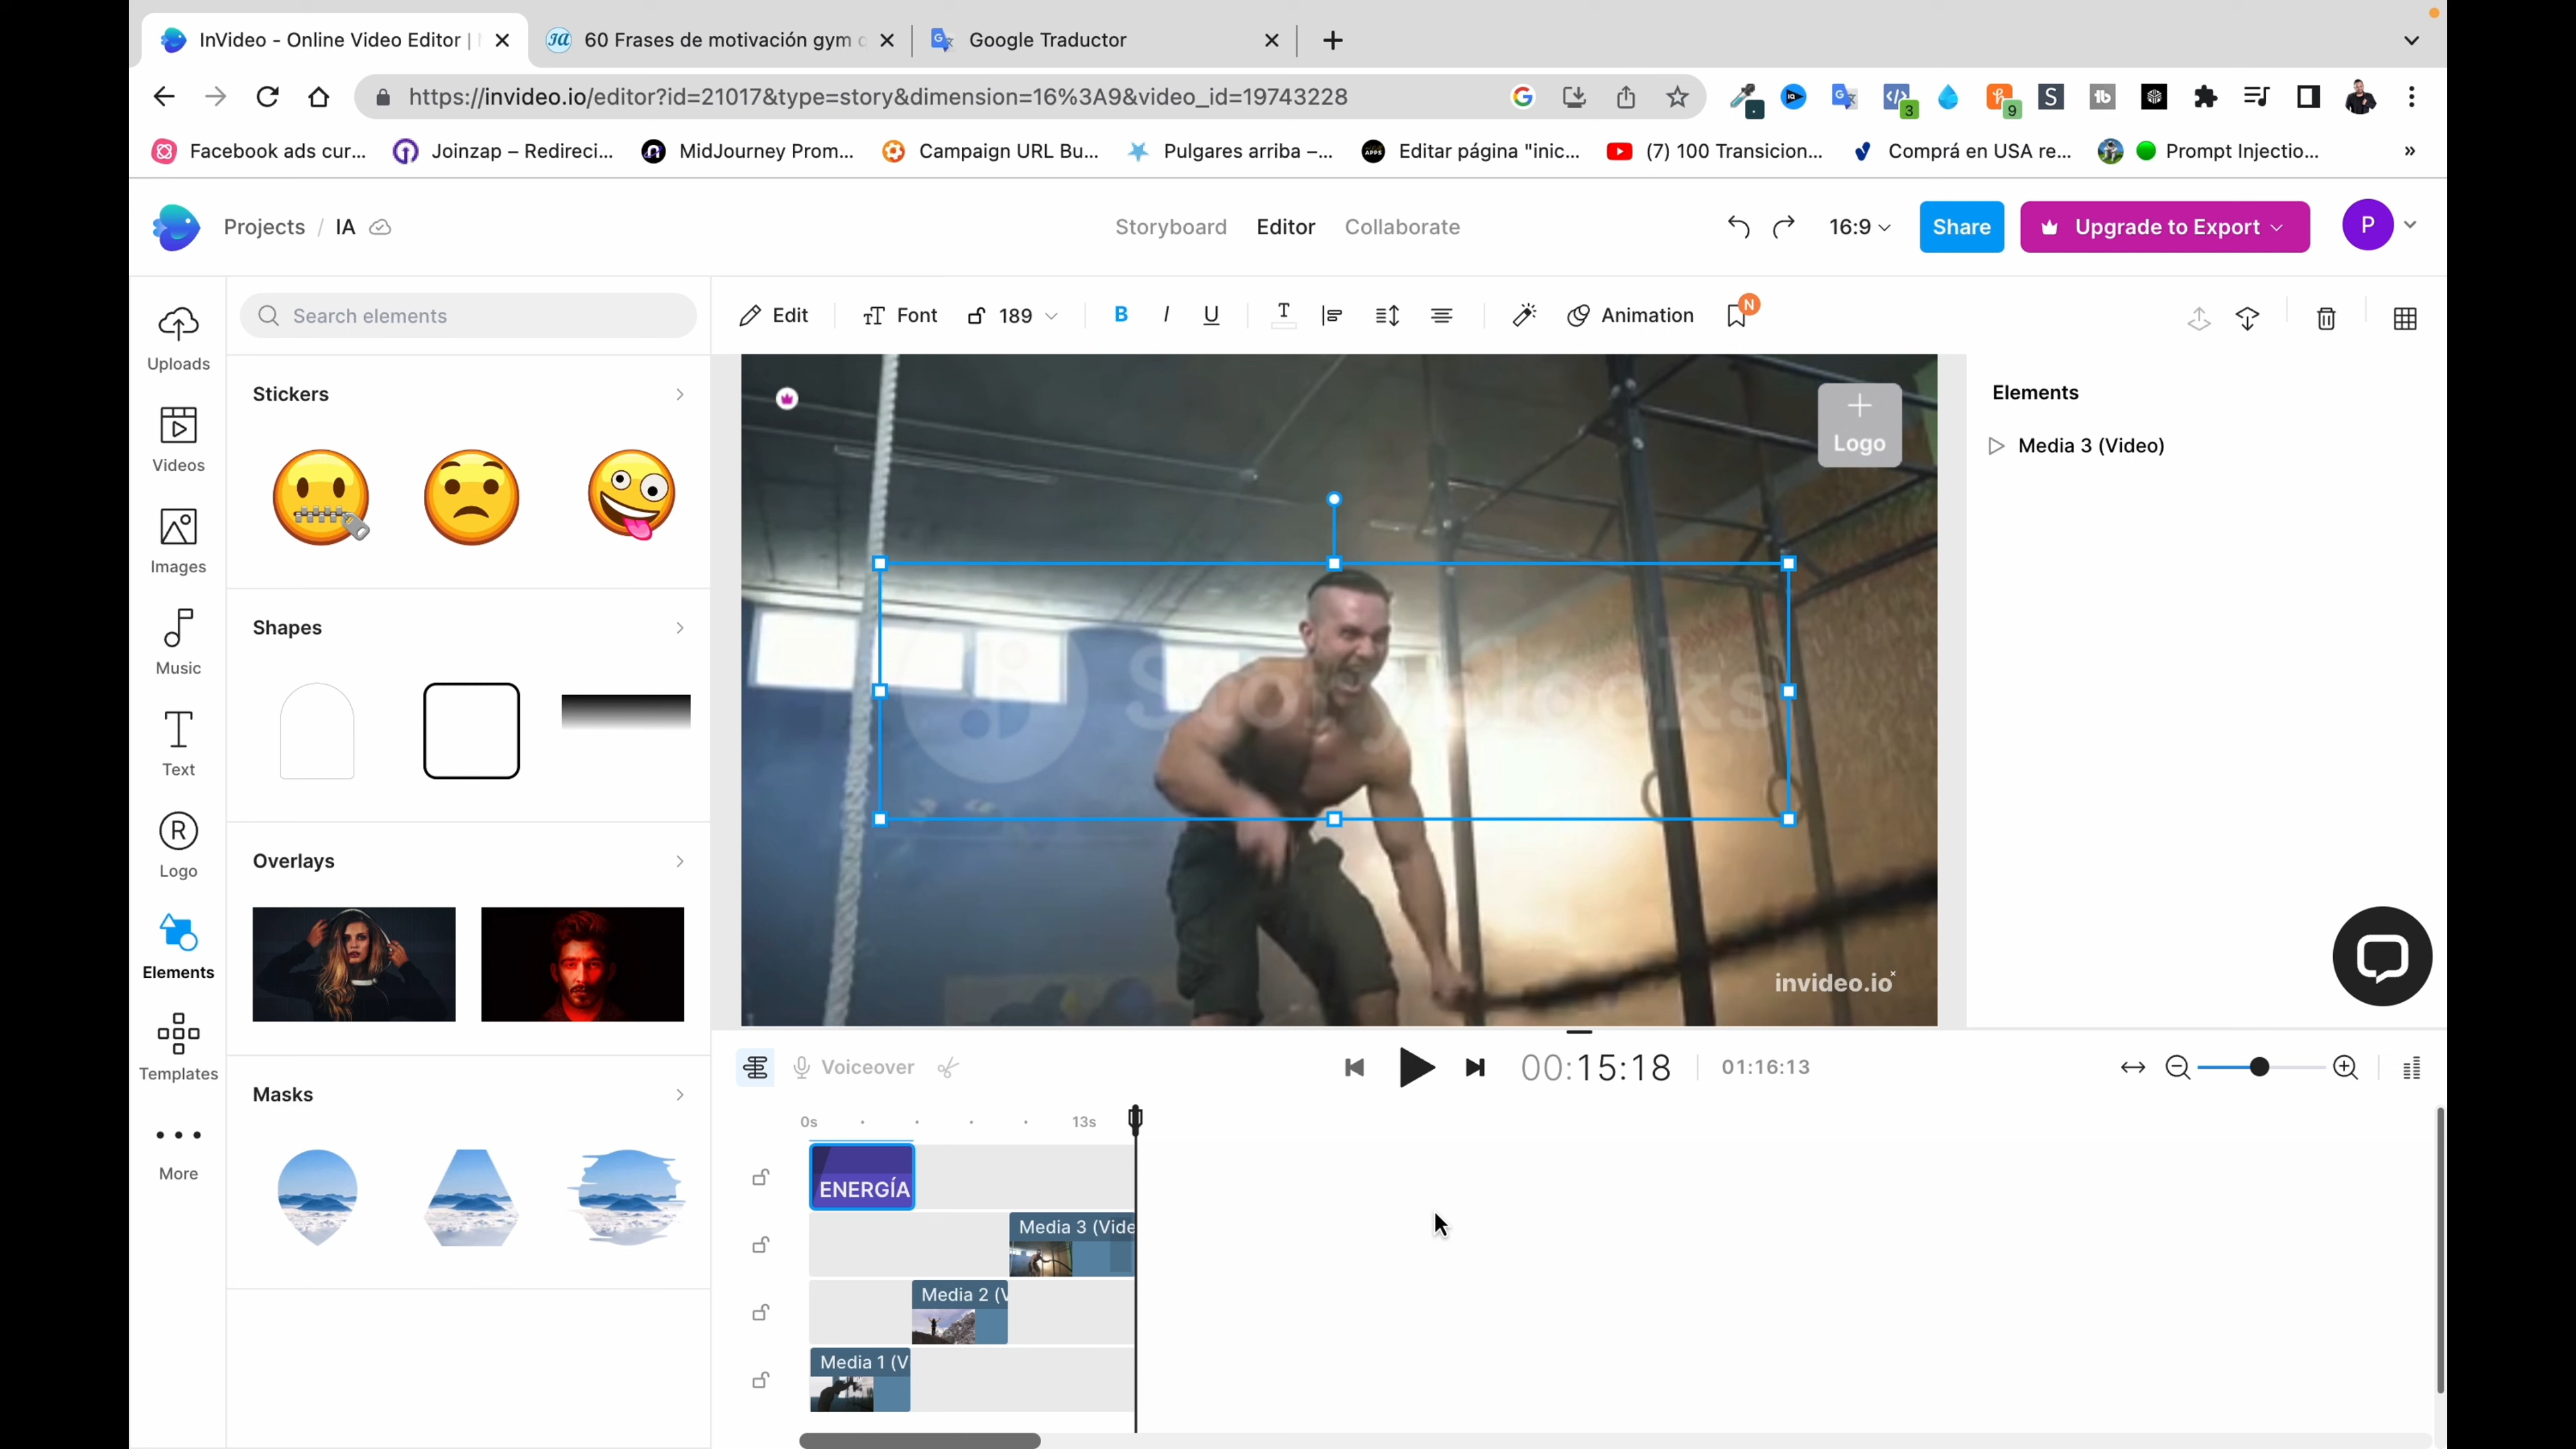 InVideo - Online Video Editor |
60 Frases de motivación gym
Google Traductor
https://invideo.io/editor?id=21017&type=story&dimension=16%3A9&video_id=19743228
3
9
Facebook ads cur...
Joinzap – Redireci...
MidJourney Prom...
Campaign URL Bu...
Pulgares arriba –...
Editar página "inic...
(7) 100 Transicion...
Comprá en USA re...
Prompt Injectio...
»
Projects / IA
Storyboard
Editor
Collaborate
16:9
Share
Upgrade to Export
P
Search elements
Edit
Font
189
B
I
U
Animation
N
Uploads
Videos
Images
Music
Text
Logo
Elements
Templates
More
Stickers
Shapes
Overlays
Masks
+
Logo
Storyblocks
invideo.io
Elements
Media 3 (Video)
Voiceover
00:15:18
01:16:13
0s
13s
ENERGÍA
Media 3 (Vide
Media 2 (V
Media 1 (V